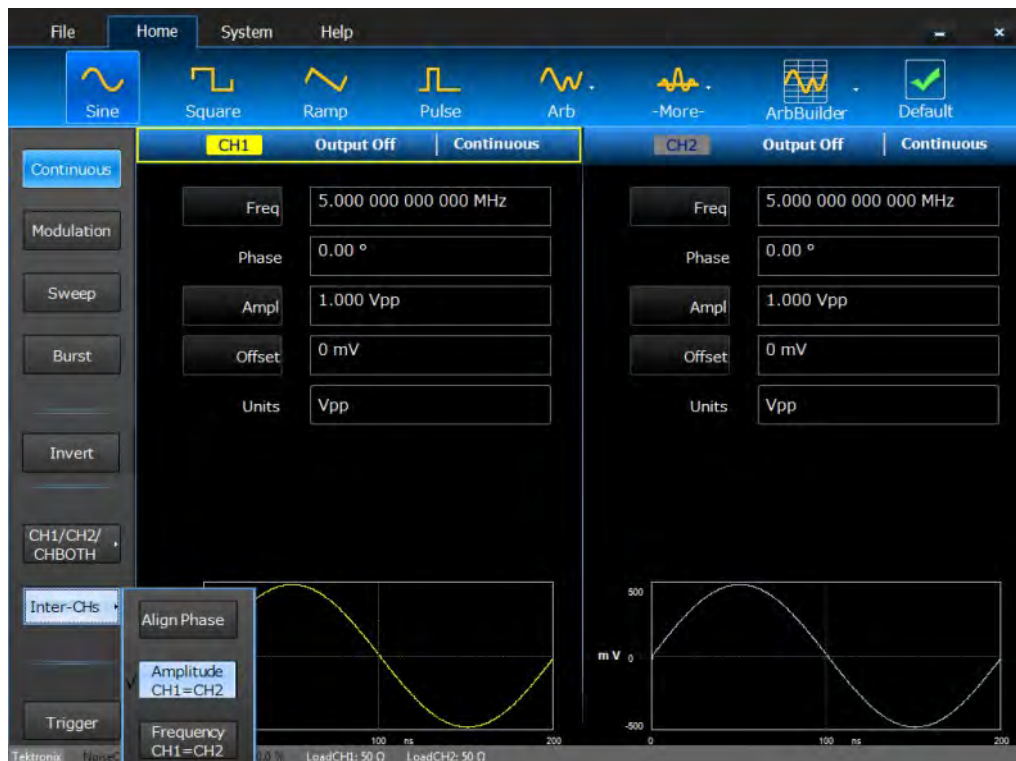 File Home System Help
Sine Square Ramp Pulse Arb -More- ArbBuilder Default
Continuous
Modulation
Sweep
Burst
Invert
CH1/CH2/
CHBOTH
Inter-CHs
Trigger
CH1 Output Off Continuous
Freq 5.000 000 000 000 MHz
Phase 0.00 °
Ampl 1.000 Vpp
Offset 0 mV
Units Vpp
CH2 Output Off Continuous
Freq 5.000 000 000 000 MHz
Phase 0.00 °
Ampl 1.000 Vpp
Offset 0 mV
Units Vpp
Align Phase
Amplitude
CH1=CH2
Frequency
CH1=CH2
100 ns 200
500
m V 0
-500
0 100 ns 200
Tektronix LoadCH1: 50 Ω LoadCH2: 50 Ω